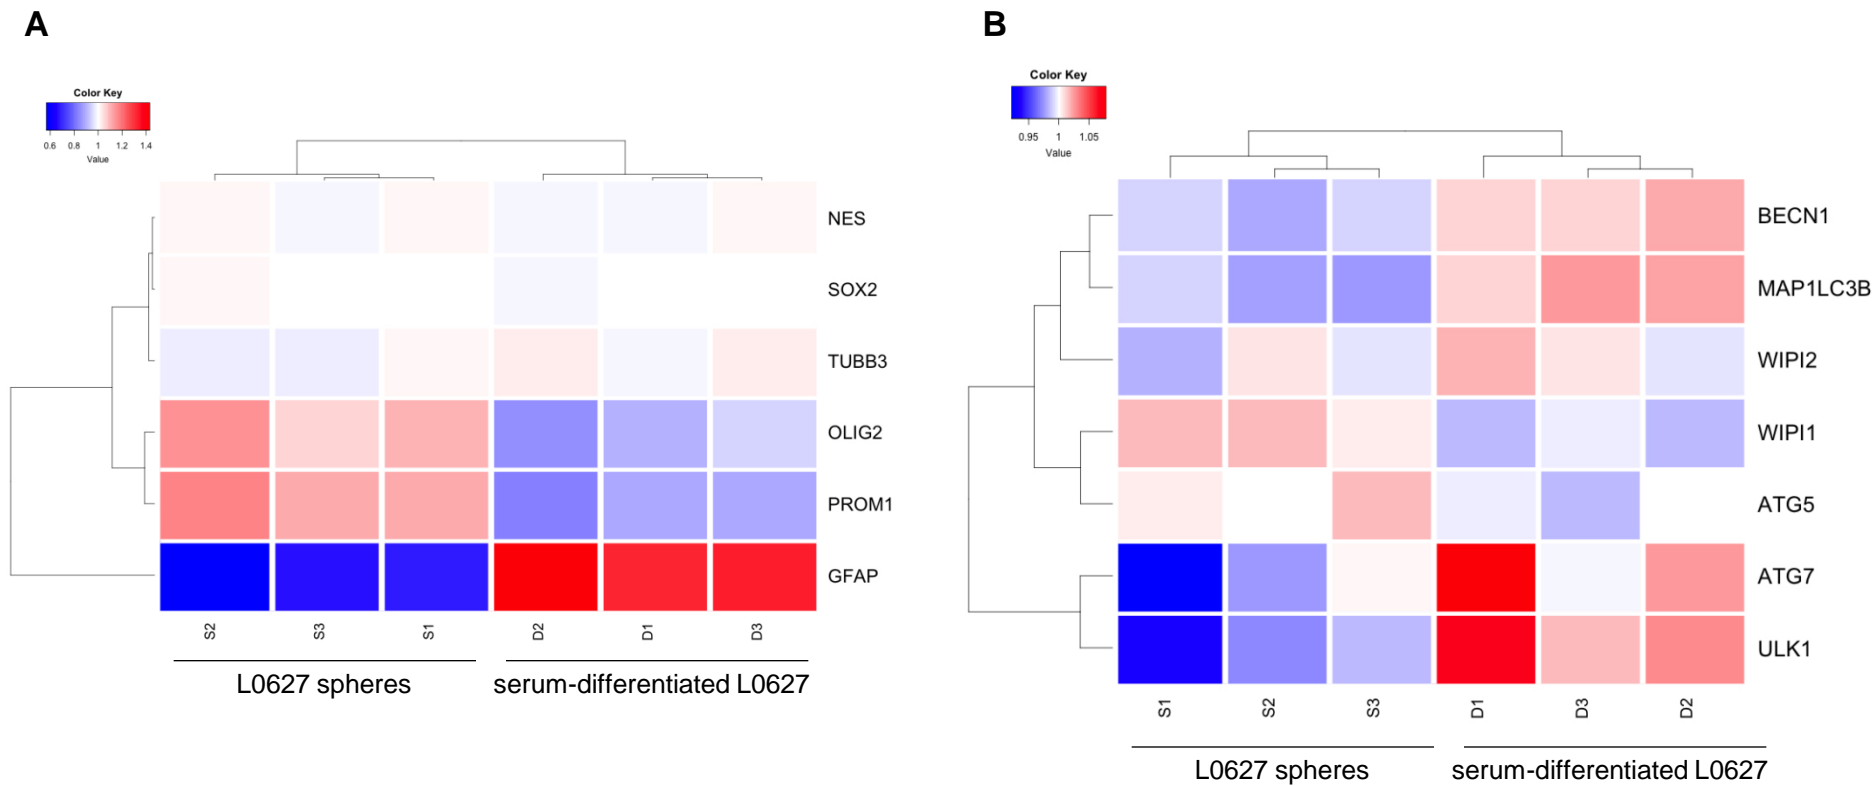 A
Color Key
0.6 0.8 1 1.2 1.4
Value
NES
SOX2
TUBB3
OLIG2
PROM1
GFAP
S2 S3 S1 D2 D1 D3
L0627 spheres serum-differentiated L0627
B
Color Key
0.95 1 1.05
Value
BECN1
MAP1LC3B
WIPI2
WIPI1
ATG5
ATG7
ULK1
S1 S2 S3 D1 D3 D2
L0627 spheres serum-differentiated L0627